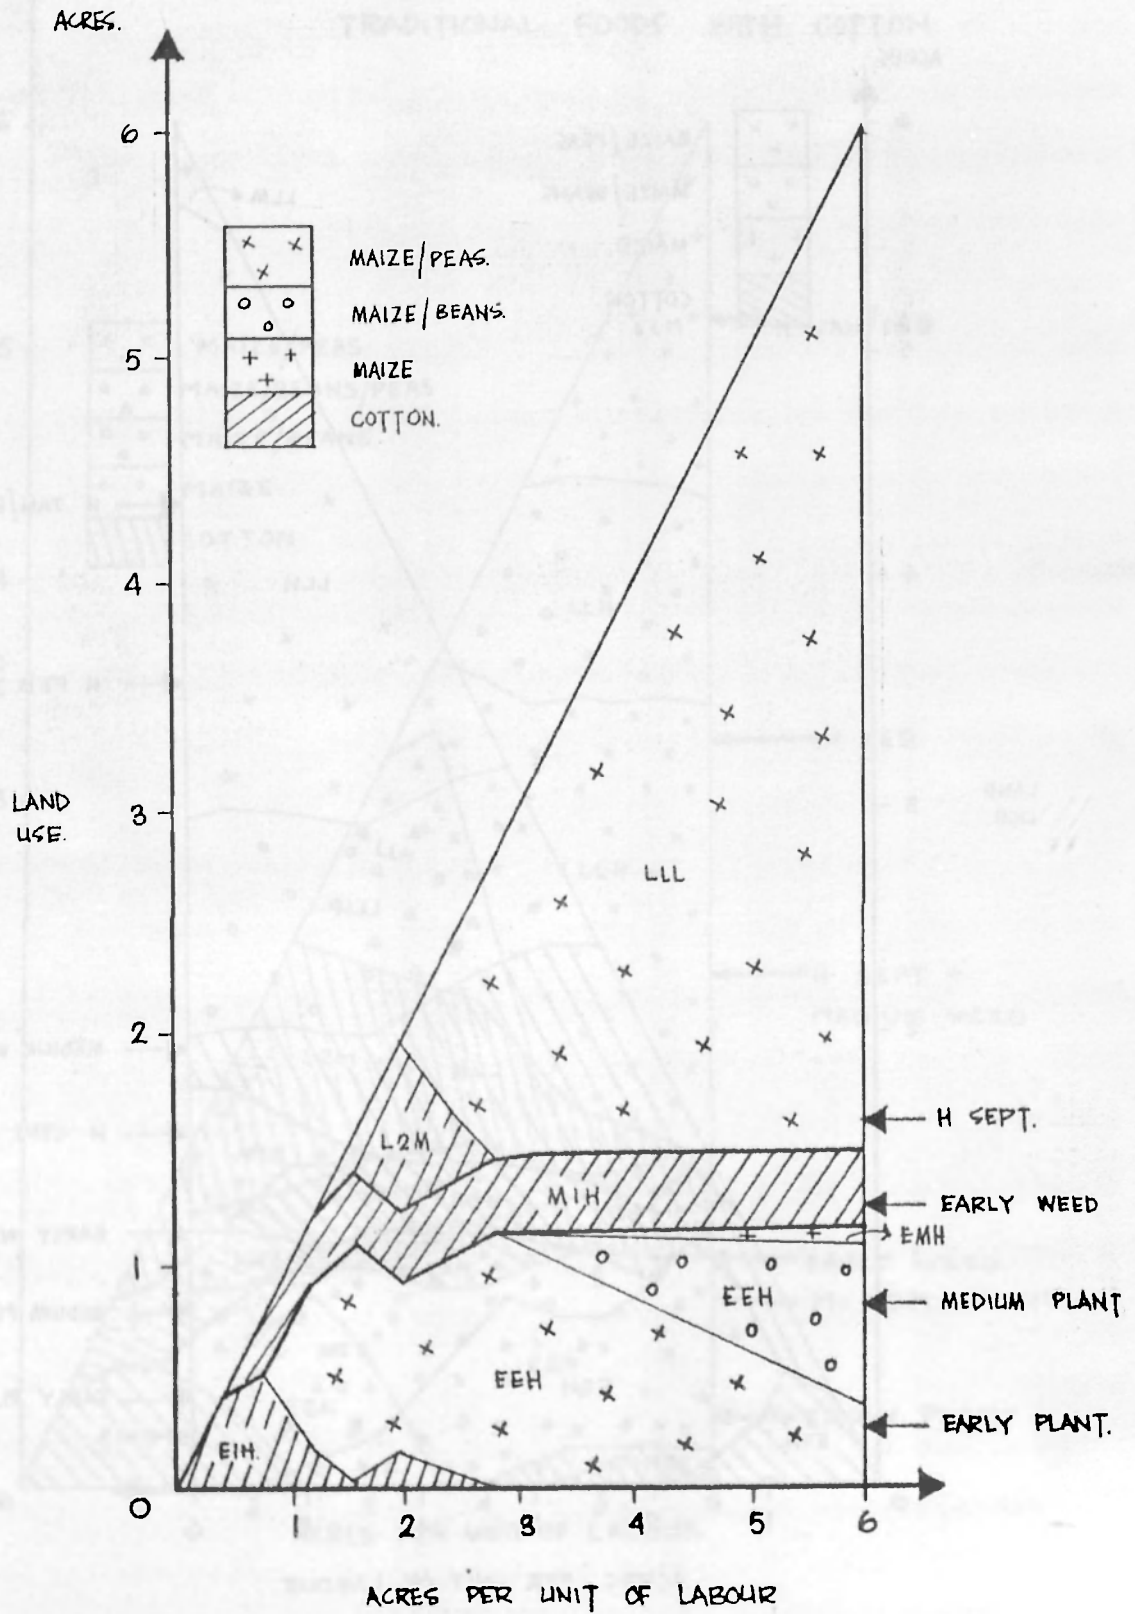 ACRES.
6
MAIZE/PEAS.
MAIZE/BEANS.
5
MAIZE
COTTON.
4
LAND
USE.
3
LLL
2
H SEPT.
L2M
M1H
EARLY WEED
EMH
1
EEH
MEDIUM PLANT
EEH
EARLY PLANT.
E1H.
0
1 2 3 4 5 6
ACRES PER UNIT OF LABOUR